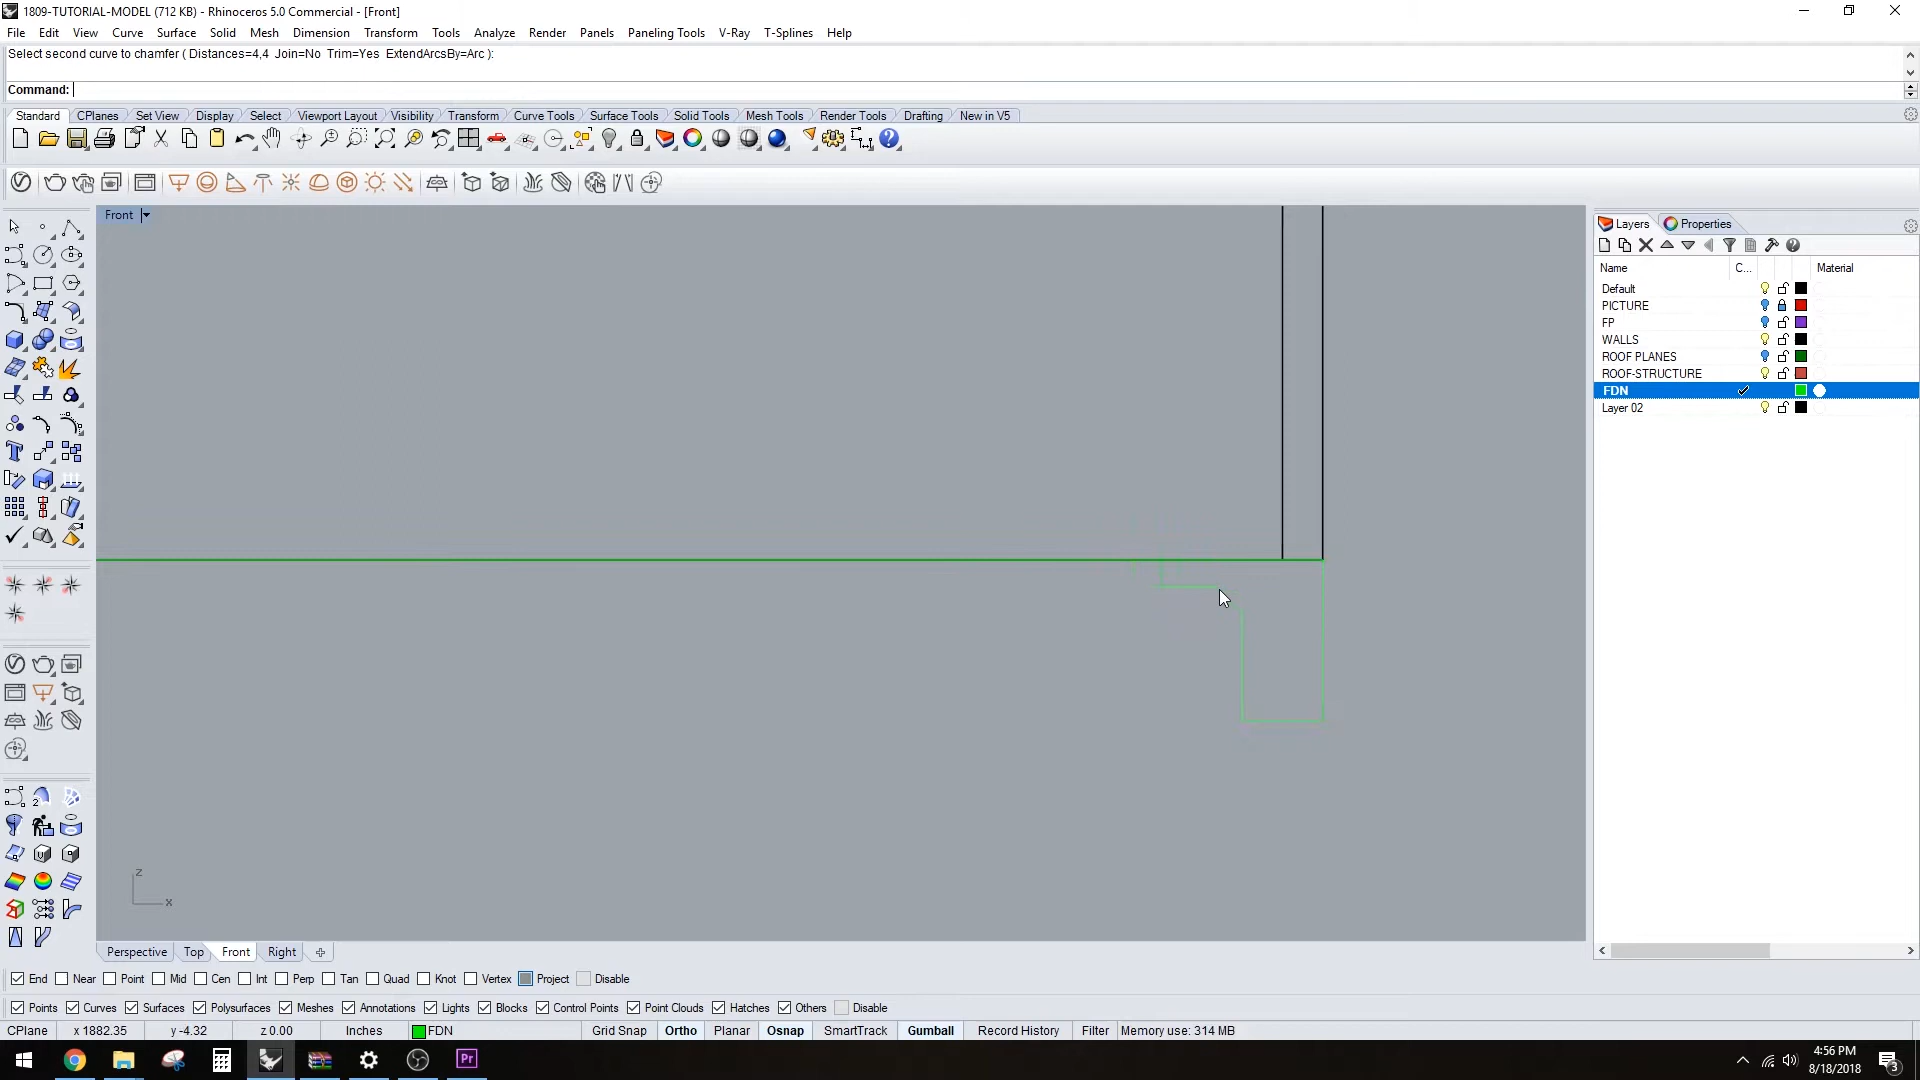 1809-TUTORIAL-MODEL (712 KB) - Rhinoceros 5.0 Commercial - [Front]
File Edit View Curve Surface Solid Mesh Dimension Transform Tools Analyze Render Panels Paneling Tools V-Ray T-Splines Help
Select second curve to chamfer ( Distances=4,4 Join=No Trim=Yes ExtendArcsBy=Arc ):
Command:
Standard CPlanes Set View Display Select Viewport Layout Visibility Transform Curve Tools Surface Tools Solid Tools Mesh Tools Render Tools Drafting New in V5
Front
Layers Properties
Name C... Material
Default
PICTURE
FP
WALLS
ROOF PLANES
ROOF-STRUCTURE
FDN
Layer 02
z
x
Perspective Top Front Right
End Near Point Mid Cen Int Perp Tan Quad Knot Vertex Project Disable
Points Curves Surfaces Polysurfaces Meshes Annotations Lights Blocks Control Points Point Clouds Hatches Others Disable
CPlane x 1882.35 y -4.32 z 0.00 Inches FDN Grid Snap Ortho Planar Osnap SmartTrack Gumball Record History Filter Memory use: 314 MB
Pr
4:56 PM
8/18/2018
3